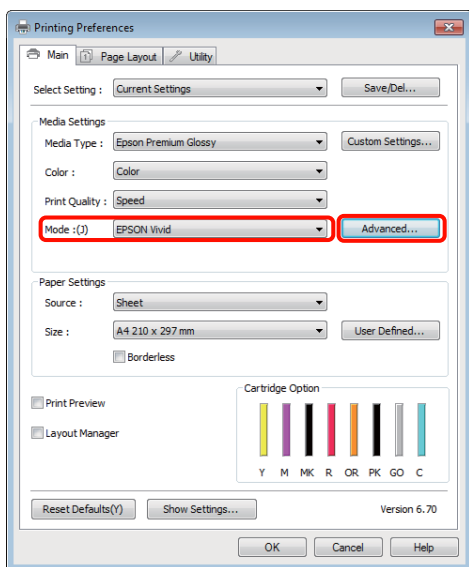 Printing Preferences
Main Page Layout Utility
Select Setting : Current Settings Save/Del...
Media Settings
Media Type : Epson Premium Glossy Custom Settings...
Color : Color
Print Quality : Speed
Mode :(J) EPSON Vivid Advanced...
Paper Settings
Source : Sheet
Size : A4 210 x 297 mm User Defined...
Borderless
Cartridge Option
Print Preview
Layout Manager
Y M MK R OR PK GO C
Reset Defaults(Y) Show Settings... Version 6.70
OK Cancel Help